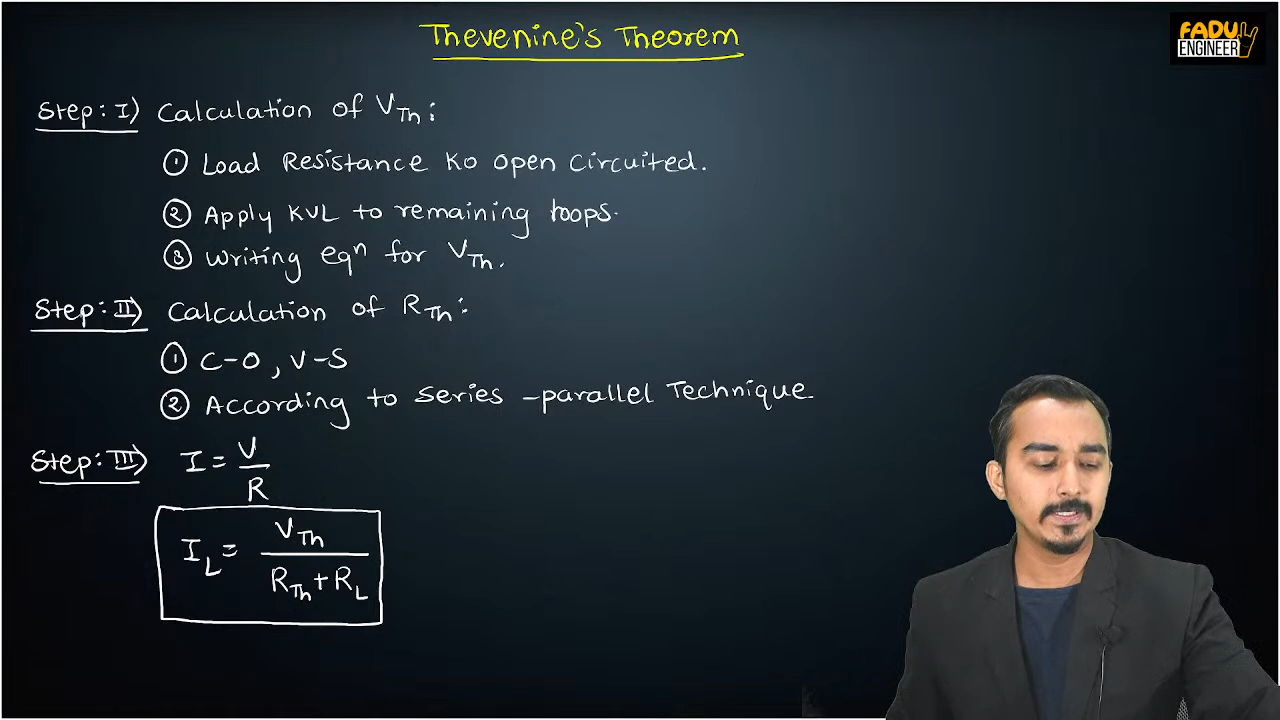 Thevenine's Theorem
FADU
ENGINEER
Step: I) Calculation of VTh:
① Load Resistance Ko open circuited.
② Apply KVL to remaining loops.
③ Writing eqn for VTh.
Step: II) Calculation of RTh:
① C-O, V-S
② According to series -parallel Technique.
Step: III) I = V/R
IL = VTh/RTh+RL